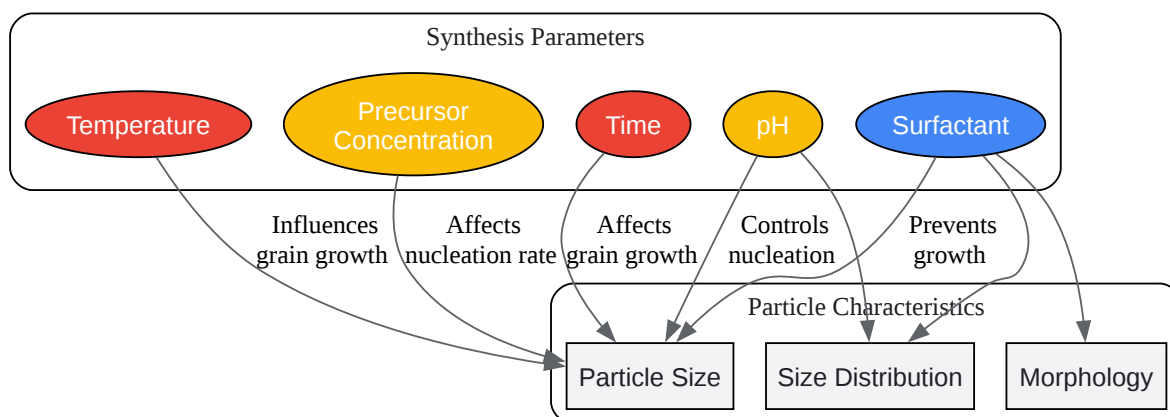 Synthesis Parameters
Temperature
Precursor
Concentration
Time
pH
Surfactant
Influences
grain growth
Affects
nucleation rate
Affects
grain growth
Controls
nucleation
Prevents
growth
Particle Characteristics
Particle Size
Size Distribution
Morphology